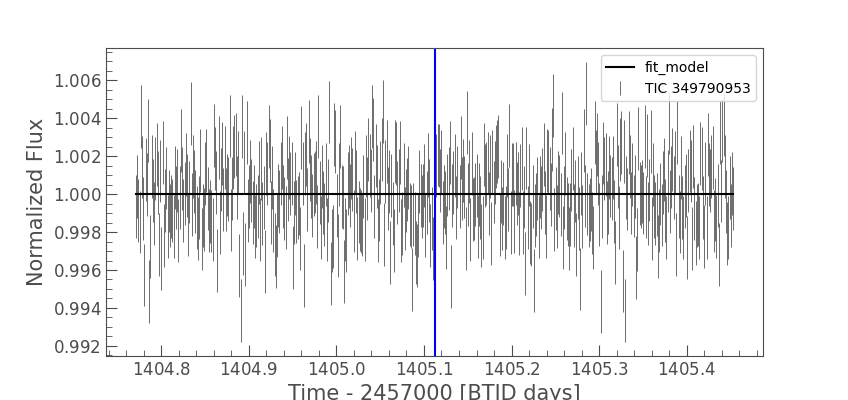 fit_model
TIC 349790953
1.006
1.004
1.002
1.000
0.998
0.996
0.994
0.992
Normalized Flux
1404.8 1404.9 1405.0 1405.1 1405.2 1405.3 1405.4
Time - 2457000 [BTJD days]